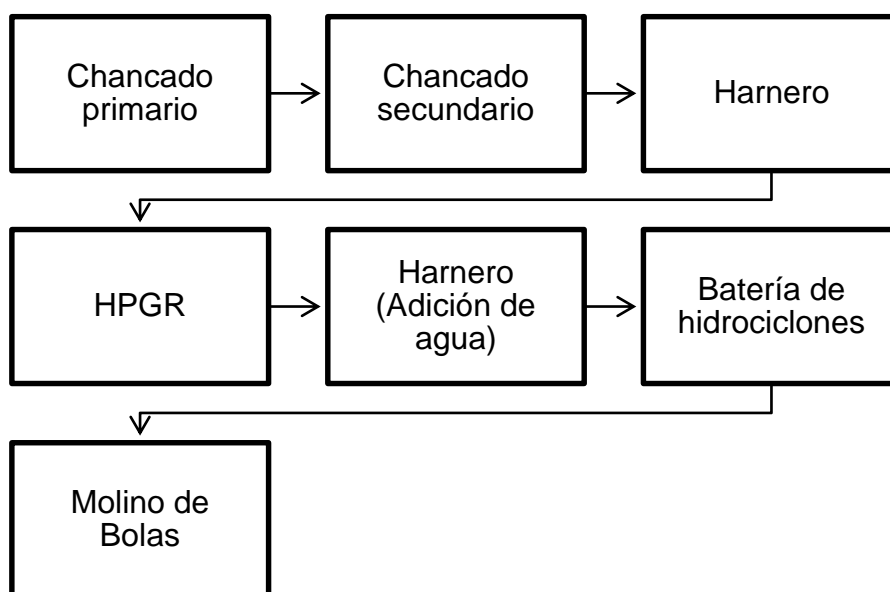 Chancado
primario
Chancado
secundario
Harnero
HPGR
Harnero
(Adición de
agua)
Batería de
hidrociclones
Molino de
Bolas